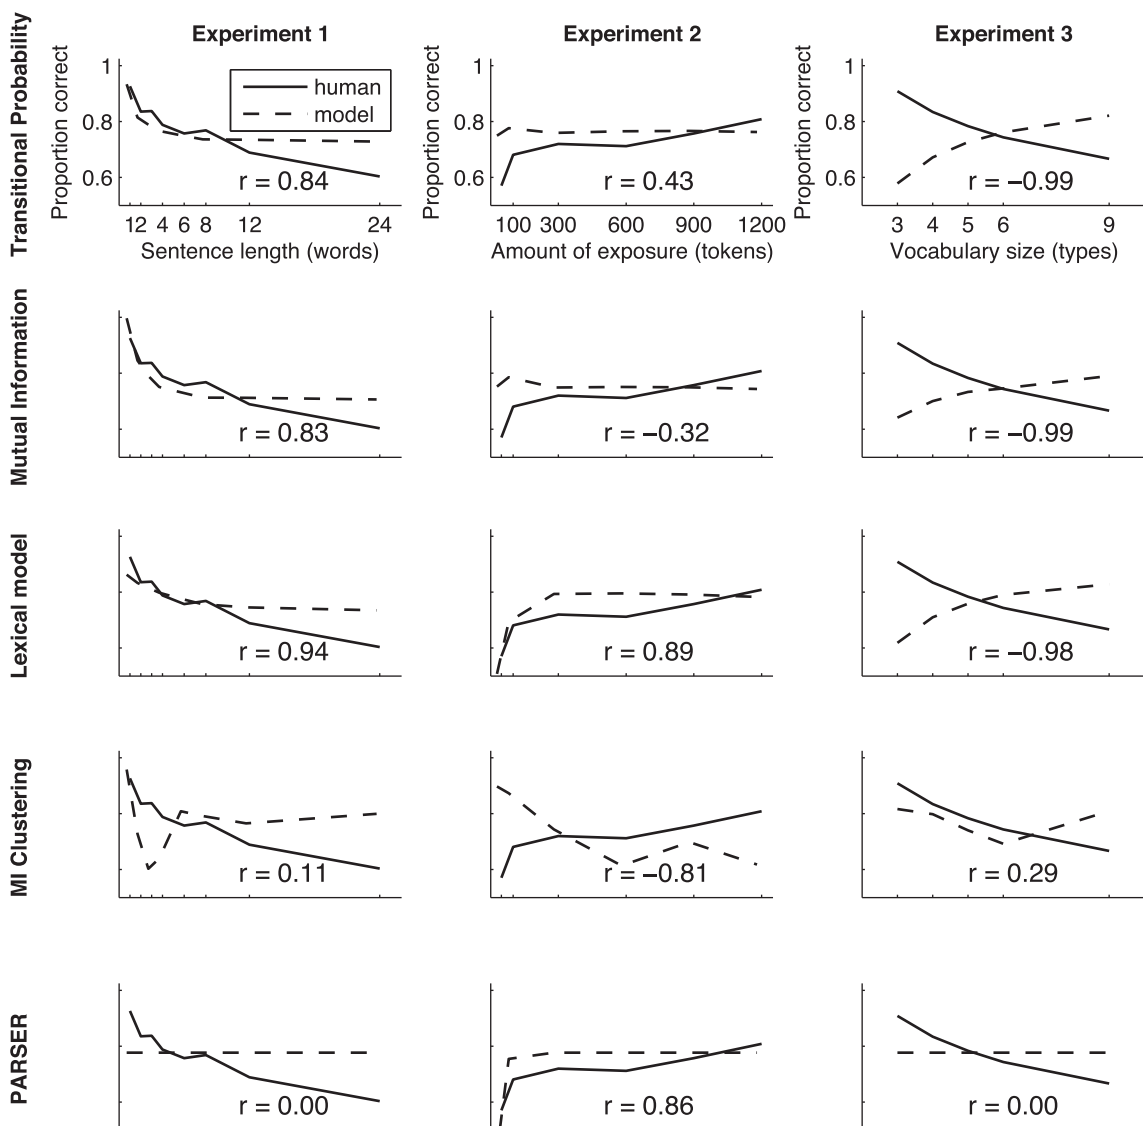 Experiment 1
Experiment 2
Experiment 3
Transitional Probability
Proportion correct
1
0.8
0.6
human
model
r = 0.84
1 2 4 6 8 12 24
Sentence length (words)
Proportion correct
1
0.8
0.6
r = 0.43
100 300 600 900 1200
Amount of exposure (tokens)
Proportion correct
1
0.8
0.6
r = −0.99
3 4 5 6 9
Vocabulary size (types)
Mutual Information
r = 0.83
r = −0.32
r = −0.99
Lexical model
r = 0.94
r = 0.89
r = −0.98
MI Clustering
r = 0.11
r = −0.81
r = 0.29
PARSER
r = 0.00
r = 0.86
r = 0.00